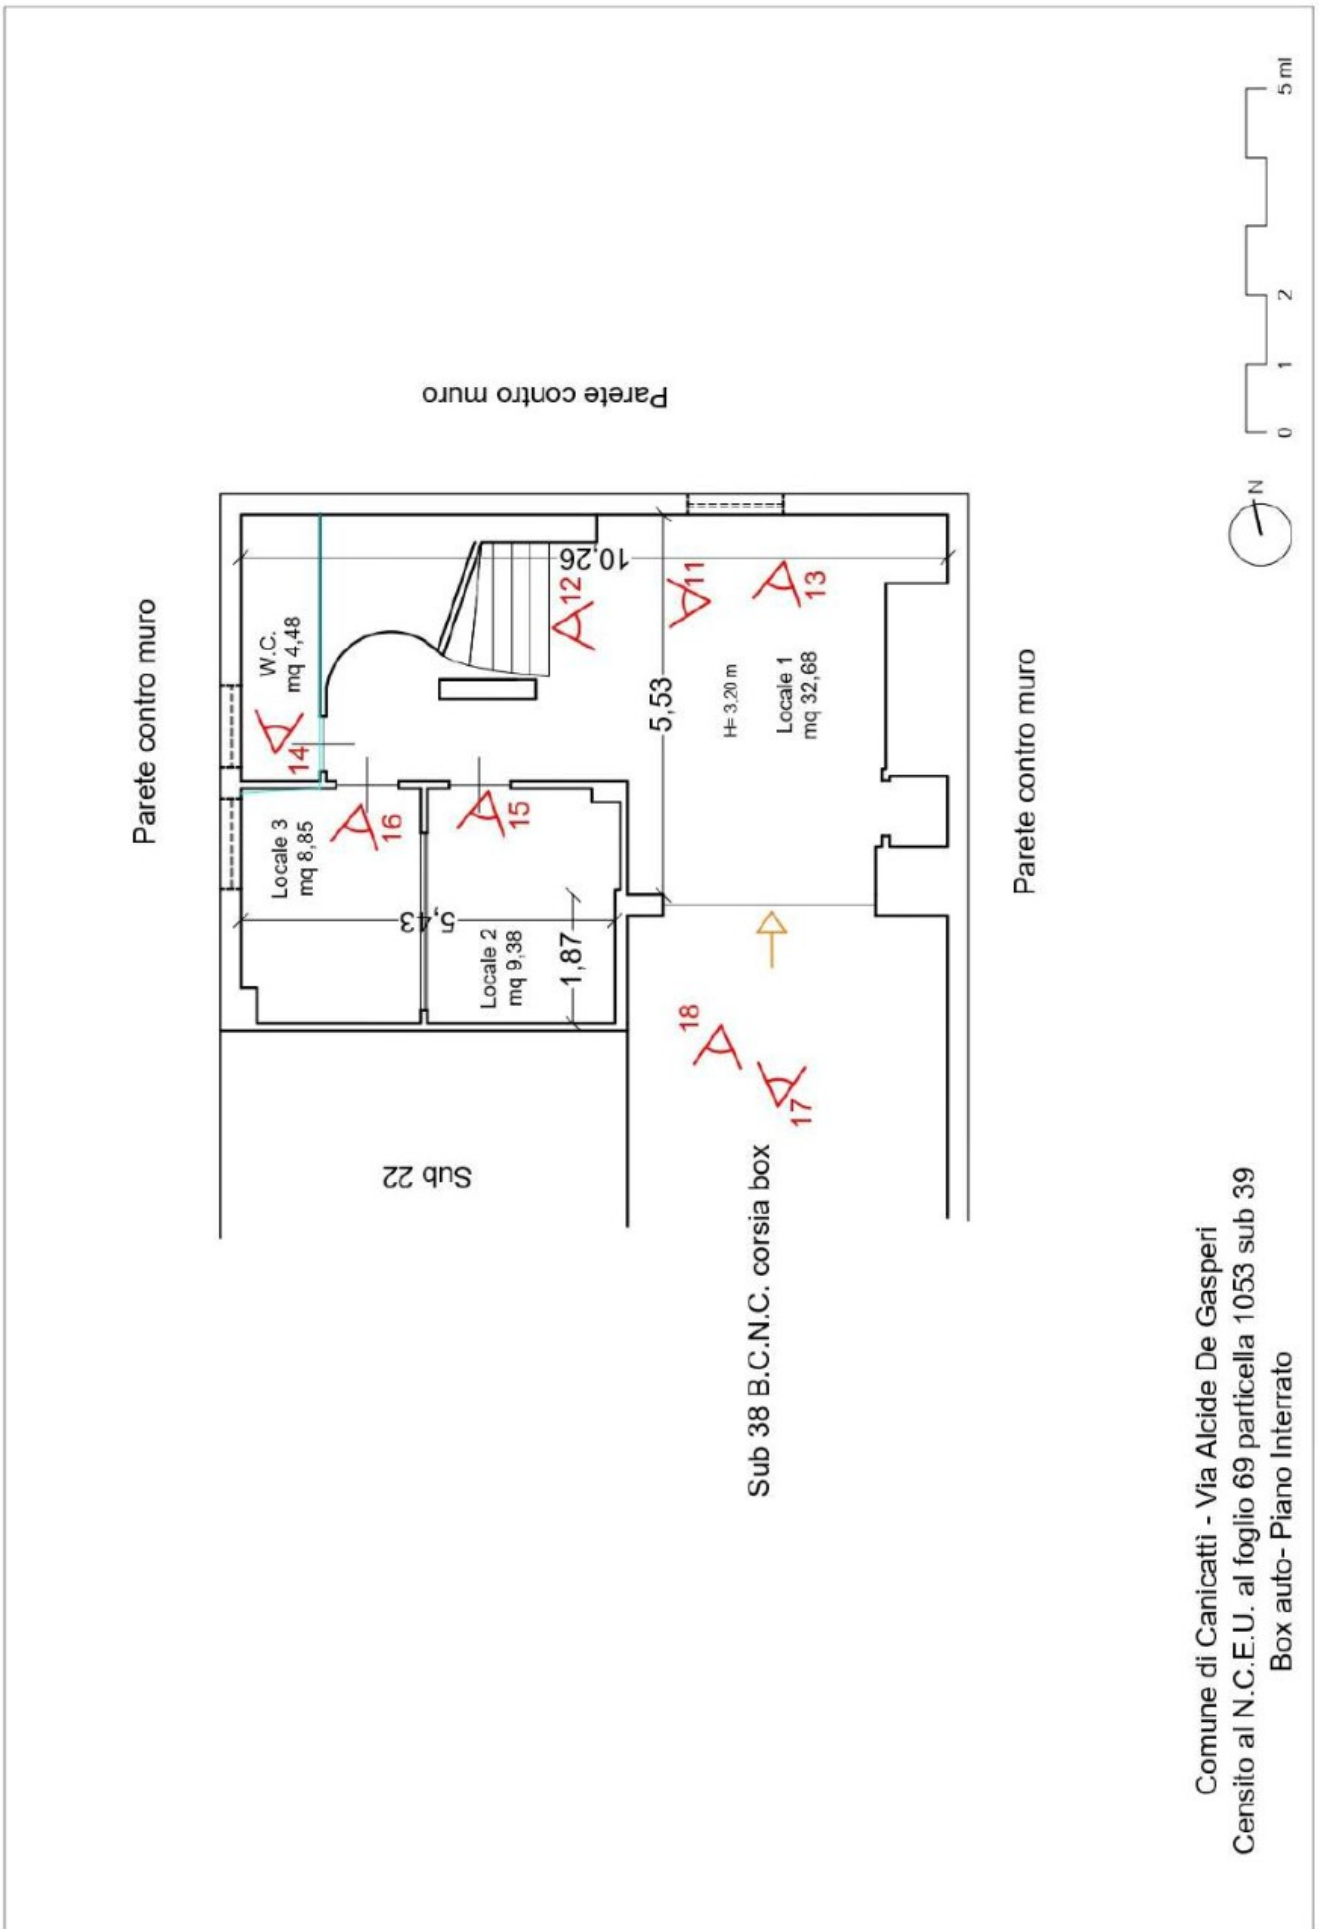 Parete contro muro
Parete contro muro
Parete contro muro
W.C.
mq 4,48
14
Locale 3
mq 8,85
16
15
12
11
13
10,26
5,53
H= 3,20 m
Locale 1
mq 32,68
5,43
Locale 2
mq 9,38
1,87
18
17
Sub 22
Sub 38 B.C.N.C. corsia box
N
0 1 2 5 ml
Comune di Canicattì - Via Alcide De Gasperi
Censito al N.C.E.U. al foglio 69 particella 1053 sub 39
Box auto- Piano Interrato